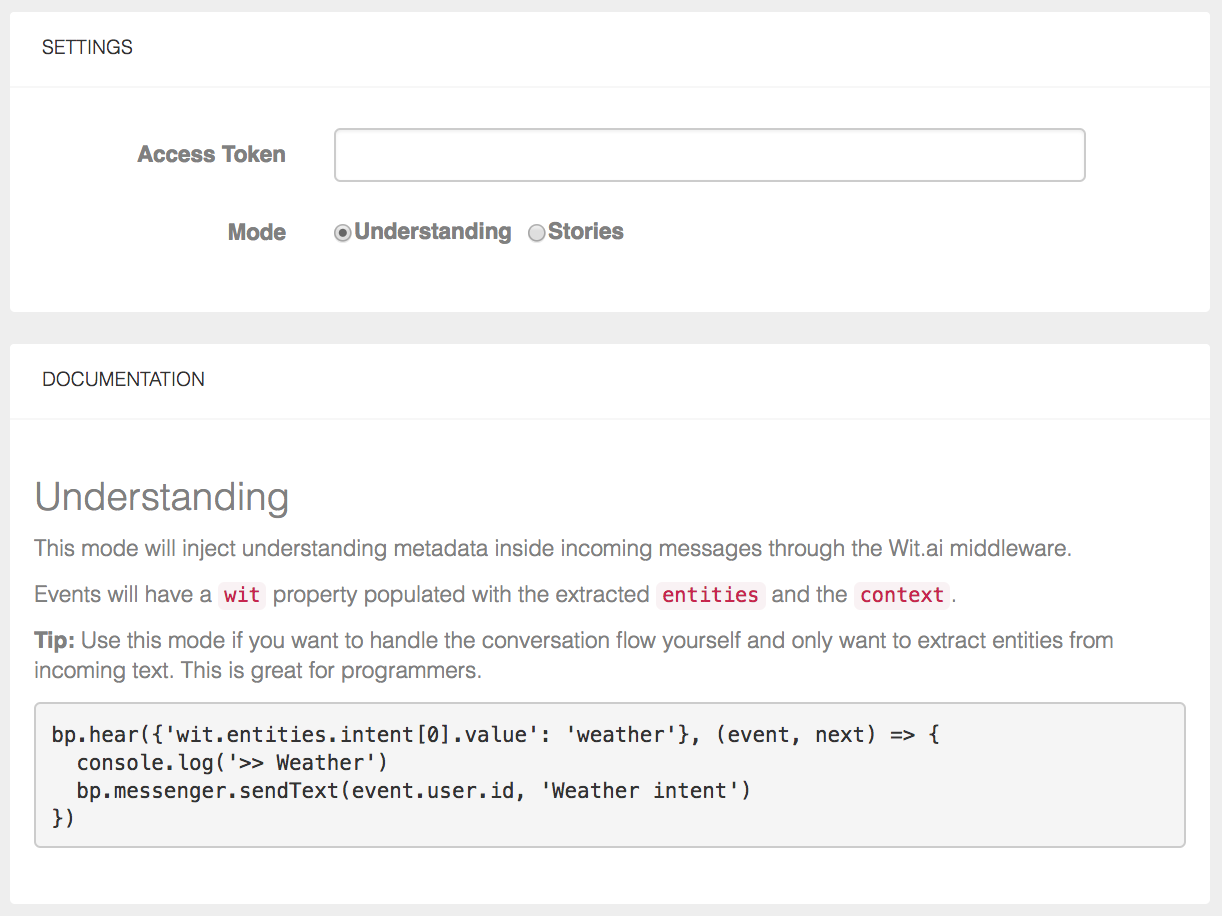 SETTINGS
Access Token
Mode Understanding Stories
DOCUMENTATION
Understanding
This mode will inject understanding metadata inside incoming messages through the Wit.ai middleware.
Events will have a wit property populated with the extracted entities and the context.
Tip: Use this mode if you want to handle the conversation flow yourself and only want to extract entities from
incoming text. This is great for programmers.
bp.hear({'wit.entities.intent[0].value': 'weather'}, (event, next) => {
  console.log('>> Weather')
  bp.messenger.sendText(event.user.id, 'Weather intent')
})